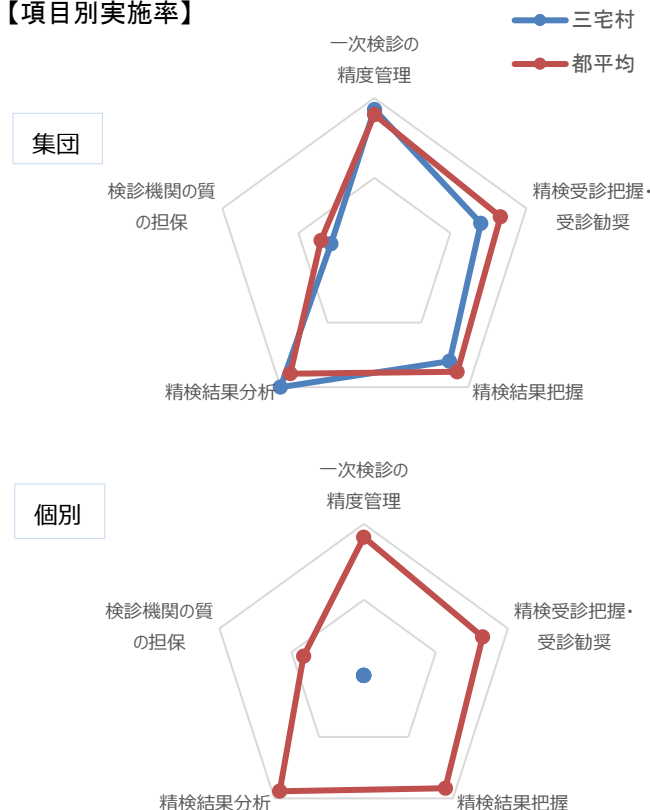 【項目別実施率】
三宅村
都平均
集団
一次検診の
精度管理
精検受診把握・
受診勧奨
精検結果把握
精検結果分析
検診機関の質
の担保
個別
一次検診の
精度管理
精検受診把握・
受診勧奨
精検結果把握
精検結果分析
検診機関の質
の担保